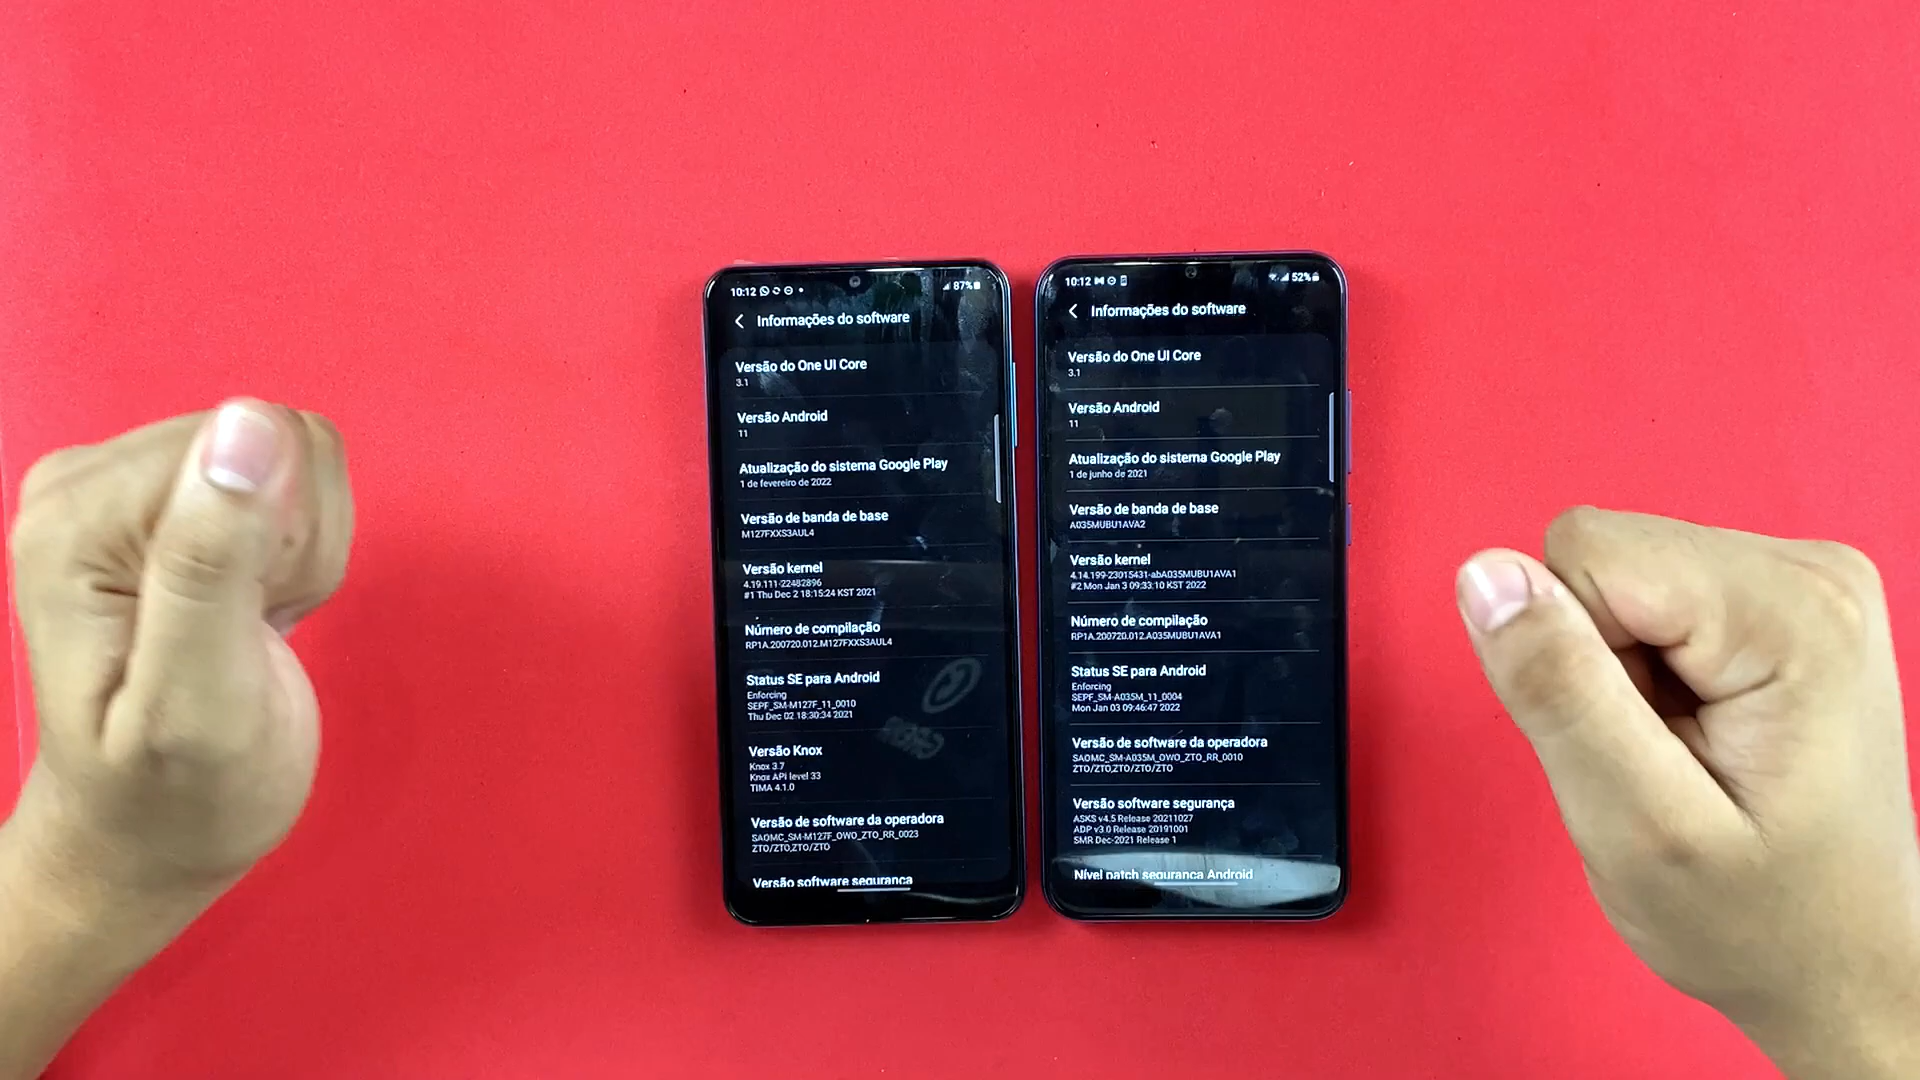 10:12
87%
Informações do software
Versão do One UI Core
3.1
Versão Android
11
Atualização do sistema Google Play
1 de fevereiro de 2022
Versão de banda de base
M127FXXS3AUL4
Versão kernel
4.19.111-22482896
#1 Thu Dec 2 18:15:24 KST 2021
Número de compilação
RP1A.200720.012.M127FXXS3AUL4
Status SE para Android
Enforcing
SEPF_SM-M127F_11_0010
Thu Dec 02 18:30:34 2021
Versão Knox
Knox 3.7
Knox API level 33
TIMA 4.1.0
Versão de software da operadora
SAOMC_SM-M127F_OWO_ZTO_RR_0023
ZTO/ZTO,ZTO/ZTO
Versão software segurança
10:12
52%
Informações do software
Versão do One UI Core
3.1
Versão Android
11
Atualização do sistema Google Play
1 de junho de 2021
Versão de banda de base
A035MUBU1AVA2
Versão kernel
4.14.199-23015431-abA035MUBU1AVA1
#2 Mon Jan 3 09:33:10 KST 2022
Número de compilação
RP1A.200720.012.A035MUBU1AVA1
Status SE para Android
Enforcing
SEPF_SM-A035M_11_0004
Mon Jan 03 09:46:47 2022
Versão de software da operadora
SAOMC_SM-A035M_OWO_ZTO_RR_0010
ZTO/ZTO,ZTO/ZTO/ZTO
Versão software segurança
ASKS v4.5 Release 20211027
ADP v3.0 Release 20191001
SMR Dec-2021 Release 1
Nível patch segurança Android